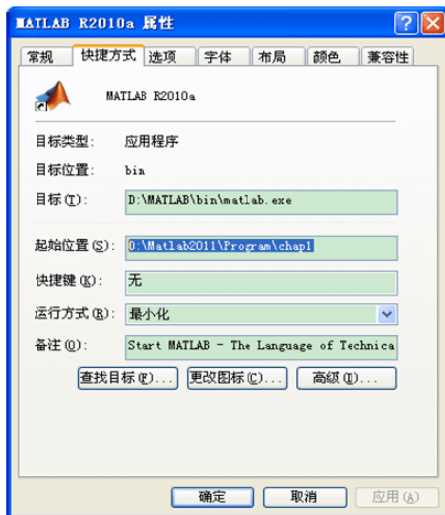 MATLAB R2010a 属性
常规 快捷方式 选项 字体 布局 颜色 兼容性
MATLAB R2010a
目标类型: 应用程序
目标位置: bin
目标(T): D:\MATLAB\bin\matlab.exe
起始位置(S): O:\Matlab2011\Program\chap1
快捷键(K): 无
运行方式(R): 最小化
备注(O): Start MATLAB - The Language of Technica
查找目标(F)... 更改图标(C)... 高级(D)...
确定 取消 应用(A)